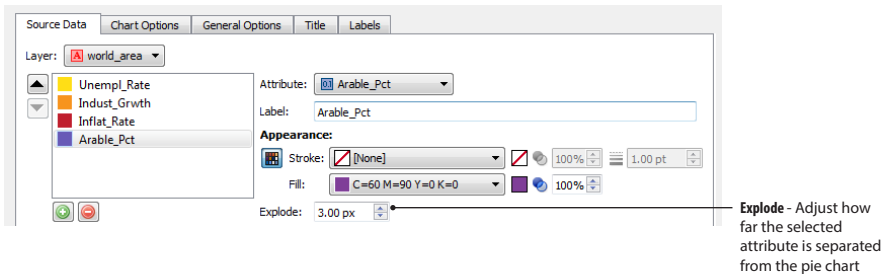 Source Data Chart Options General Options Title Labels
Layer: A world_area
Unempl_Rate Attribute: 0.1 Arable_Pct
Indust_Grwth Label: Arable_Pct
Inflat_Rate Appearance:
Arable_Pct Stroke: [None] 100% 1.00 pt
Fill: C=60 M=90 Y=0 K=0 100%
Explode: 3.00 px
Explode - Adjust how
far the selected
attribute is separated
from the pie chart